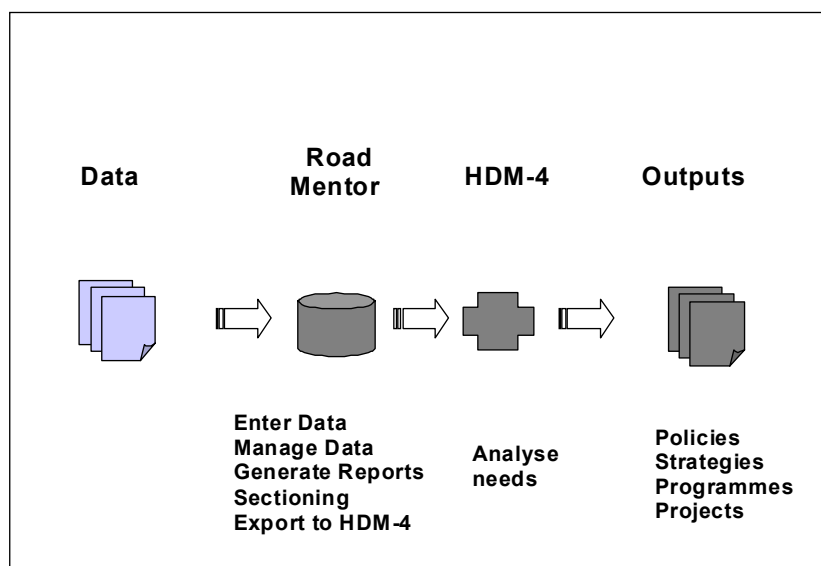 Data
Road
Mentor
HDM-4
Outputs
Enter Data
Manage Data
Generate Reports
Sectioning
Export to HDM-4
Analyse
needs
Policies
Strategies
Programmes
Projects